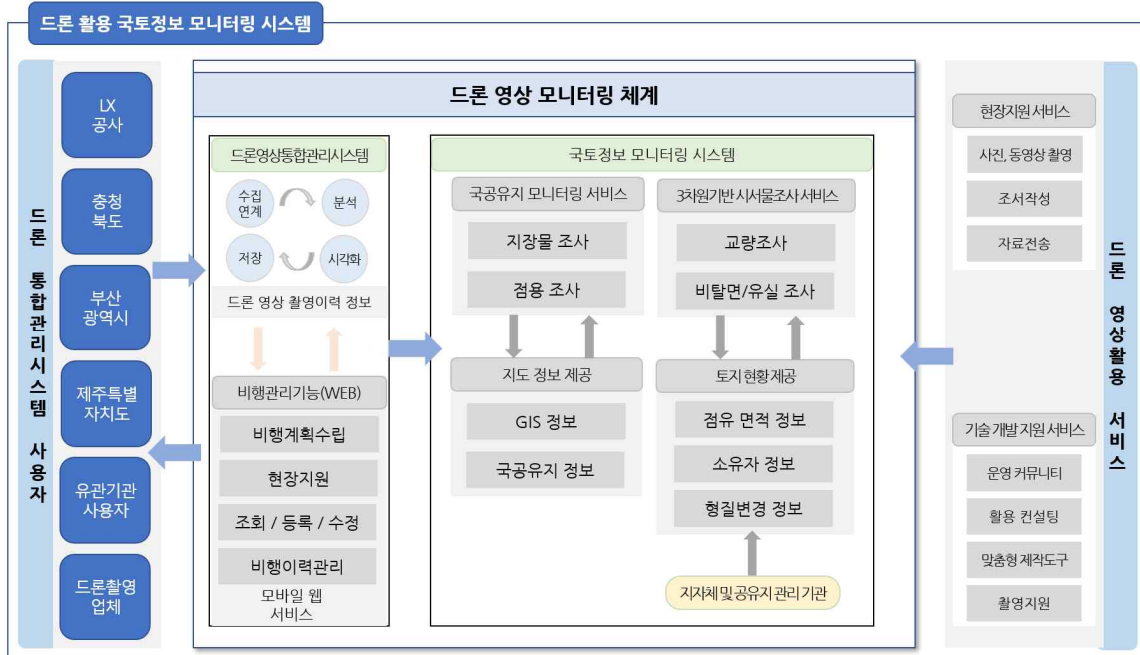 드론 활용 국토정보 모니터링 시스템
드론 통합관리시스템 사용자
LX
공사
충청
북도
부산
광역시
제주특별
자치도
유관기관
사용자
드론촬영
업체
드론 영상 모니터링 체계
드론영상통합관리시스템
수집
연계
분석
저장
시각화
드론 영상 촬영이력 정보
비행관리기능(WEB)
비행계획수립
현장지원
조회 / 등록 / 수정
비행이력관리
모바일 웹
서비스
국토정보 모니터링 시스템
국공유지 모니터링 서비스
지장물 조사
점용 조사
지도 정보 제공
GIS 정보
국공유지 정보
3차원기반 시서물조사 서비스
교량조사
비탈면/유실 조사
토지 현황 제공
점유 면적 정보
소유자 정보
형질변경 정보
지자체 및 공유지 관리 기관
현장지원 서비스
사진, 동영상 촬영
조서작성
자료전송
기술 개발 지원 서비스
운영 커뮤니티
활용 컨설팅
맞춤형 제작도구
촬영지원
드론 영상활용 서비스